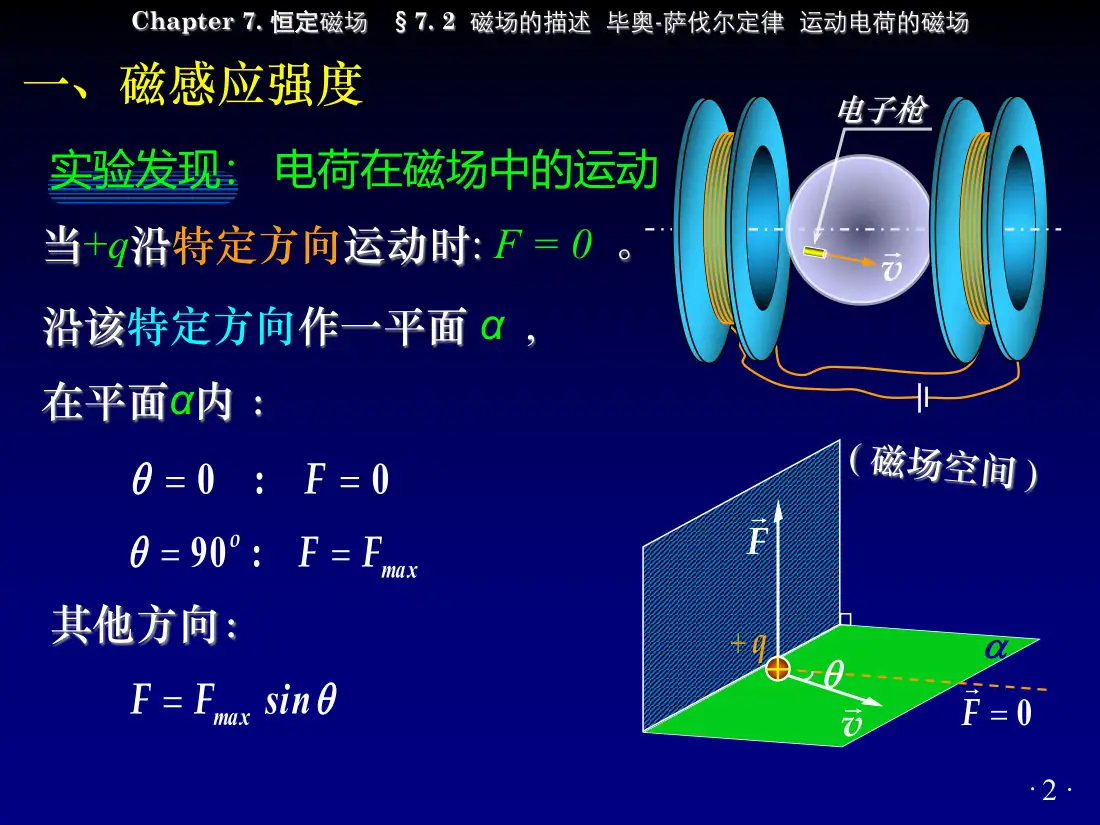 Chapter 7. 恒定磁场 §7. 2 磁场的描述 毕奥-萨伐尔定律 运动电荷的磁场
一、磁感应强度
实验发现： 电荷在磁场中的运动
当+q沿特定方向运动时: F = 0 。
沿该特定方向作一平面 α ，
在平面α内 ：
θ = 0 : F = 0
θ = 90° : F = Fmax
其他方向：
F = Fmax sinθ
电子枪
v⃗
（磁场空间）
F⃗
+q
θ
α
v⃗
F⃗ = 0
·2·